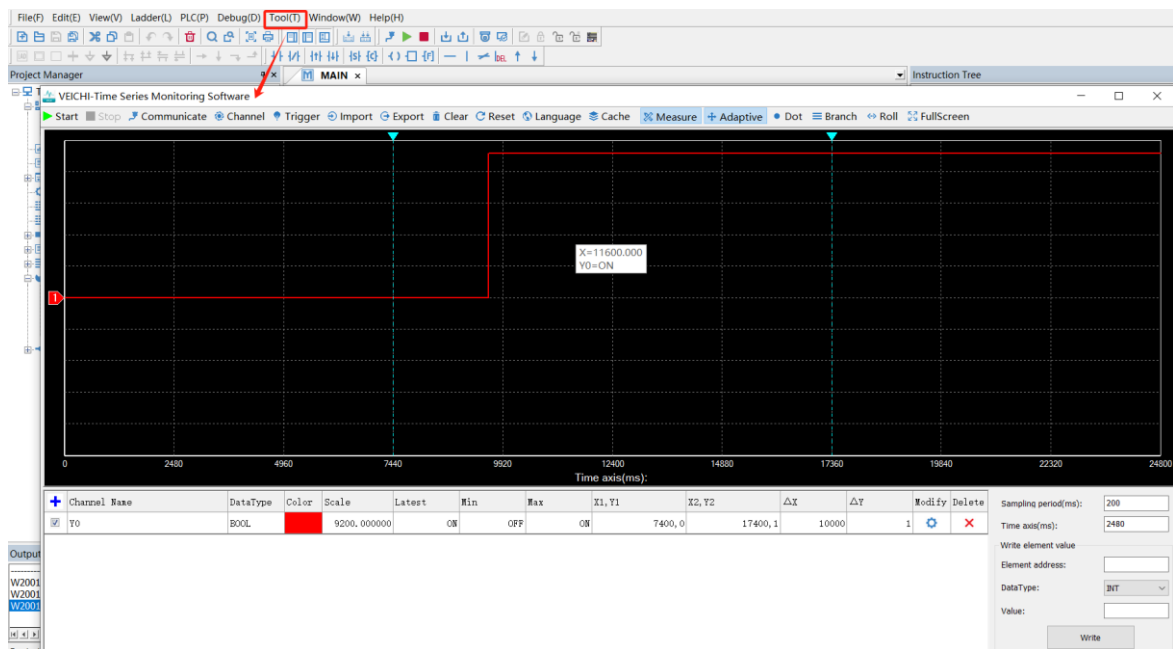 File(F) Edit(E) View(V) Ladder(L) PLC(P) Debug(D) Tool(T) Window(W) Help(H)
Project Manager
MAIN ×
Instruction Tree
VEICHI-Time Series Monitoring Software
Start Stop Communicate Channel Trigger Import Export Clear Reset Language Cache Measure Adaptive Dot Branch Roll FullScreen
X=11600.000
Y0=ON
1
0 2480 4960 7440 9920 12400 14880 17360 19840 22320 24800
Time axis(ms):
Channel Name DataType Color Scale Latest Min Max X1,Y1 X2,Y2 △X △Y Modify Delete
Y0 BOOL 9200.000000 ON OFF ON 7400,0 17400,1 10000 1
Sampling period(ms): 200
Time axis(ms): 2480
Write element value
Element address:
DataType: INT
Value:
Write
Output
W2001
W2001
W2001